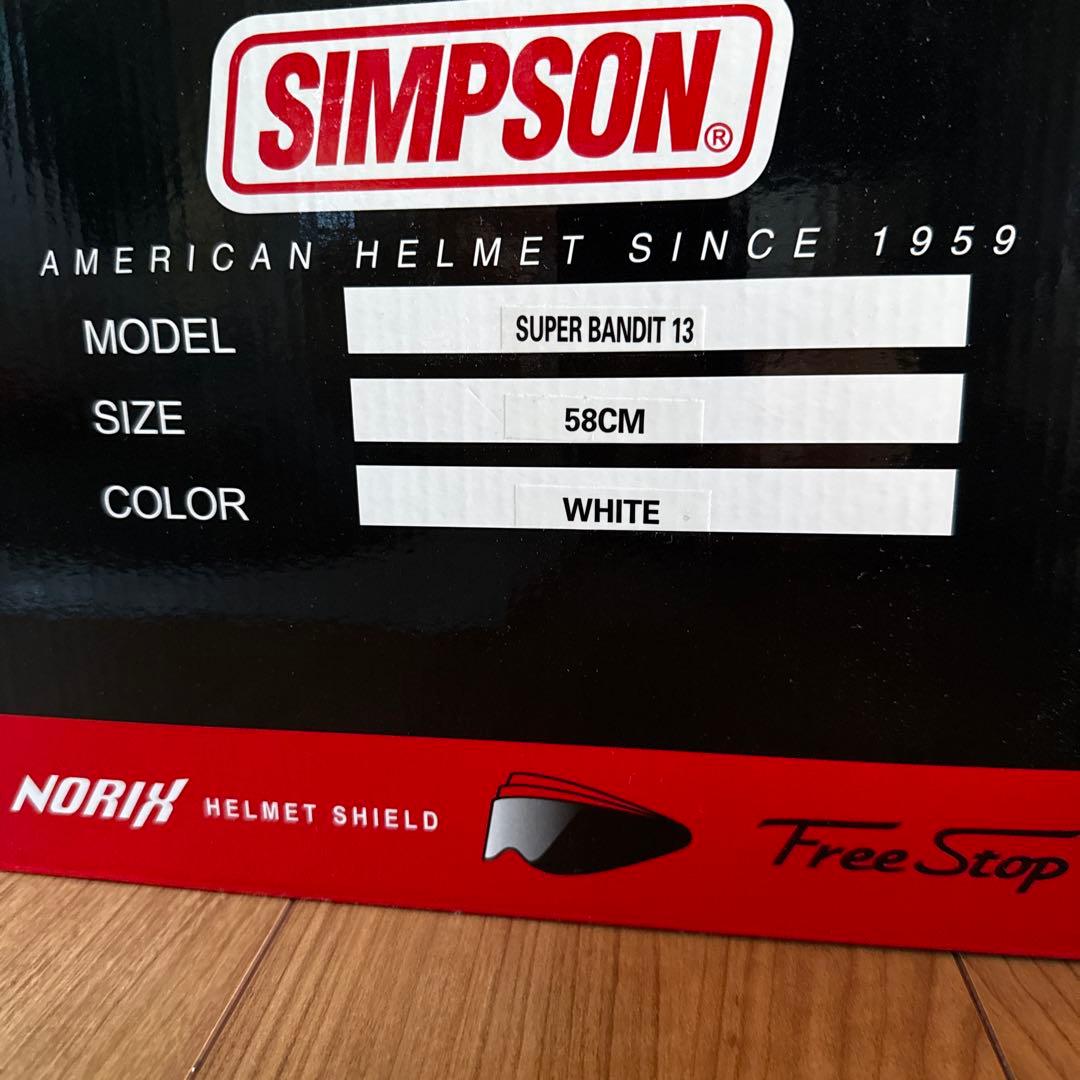 SIMPSON®
AMERICAN HELMET SINCE 1959
MODEL SUPER BANDIT 13
SIZE 58CM
COLOR WHITE
NORIX HELMET SHIELD Free Stop